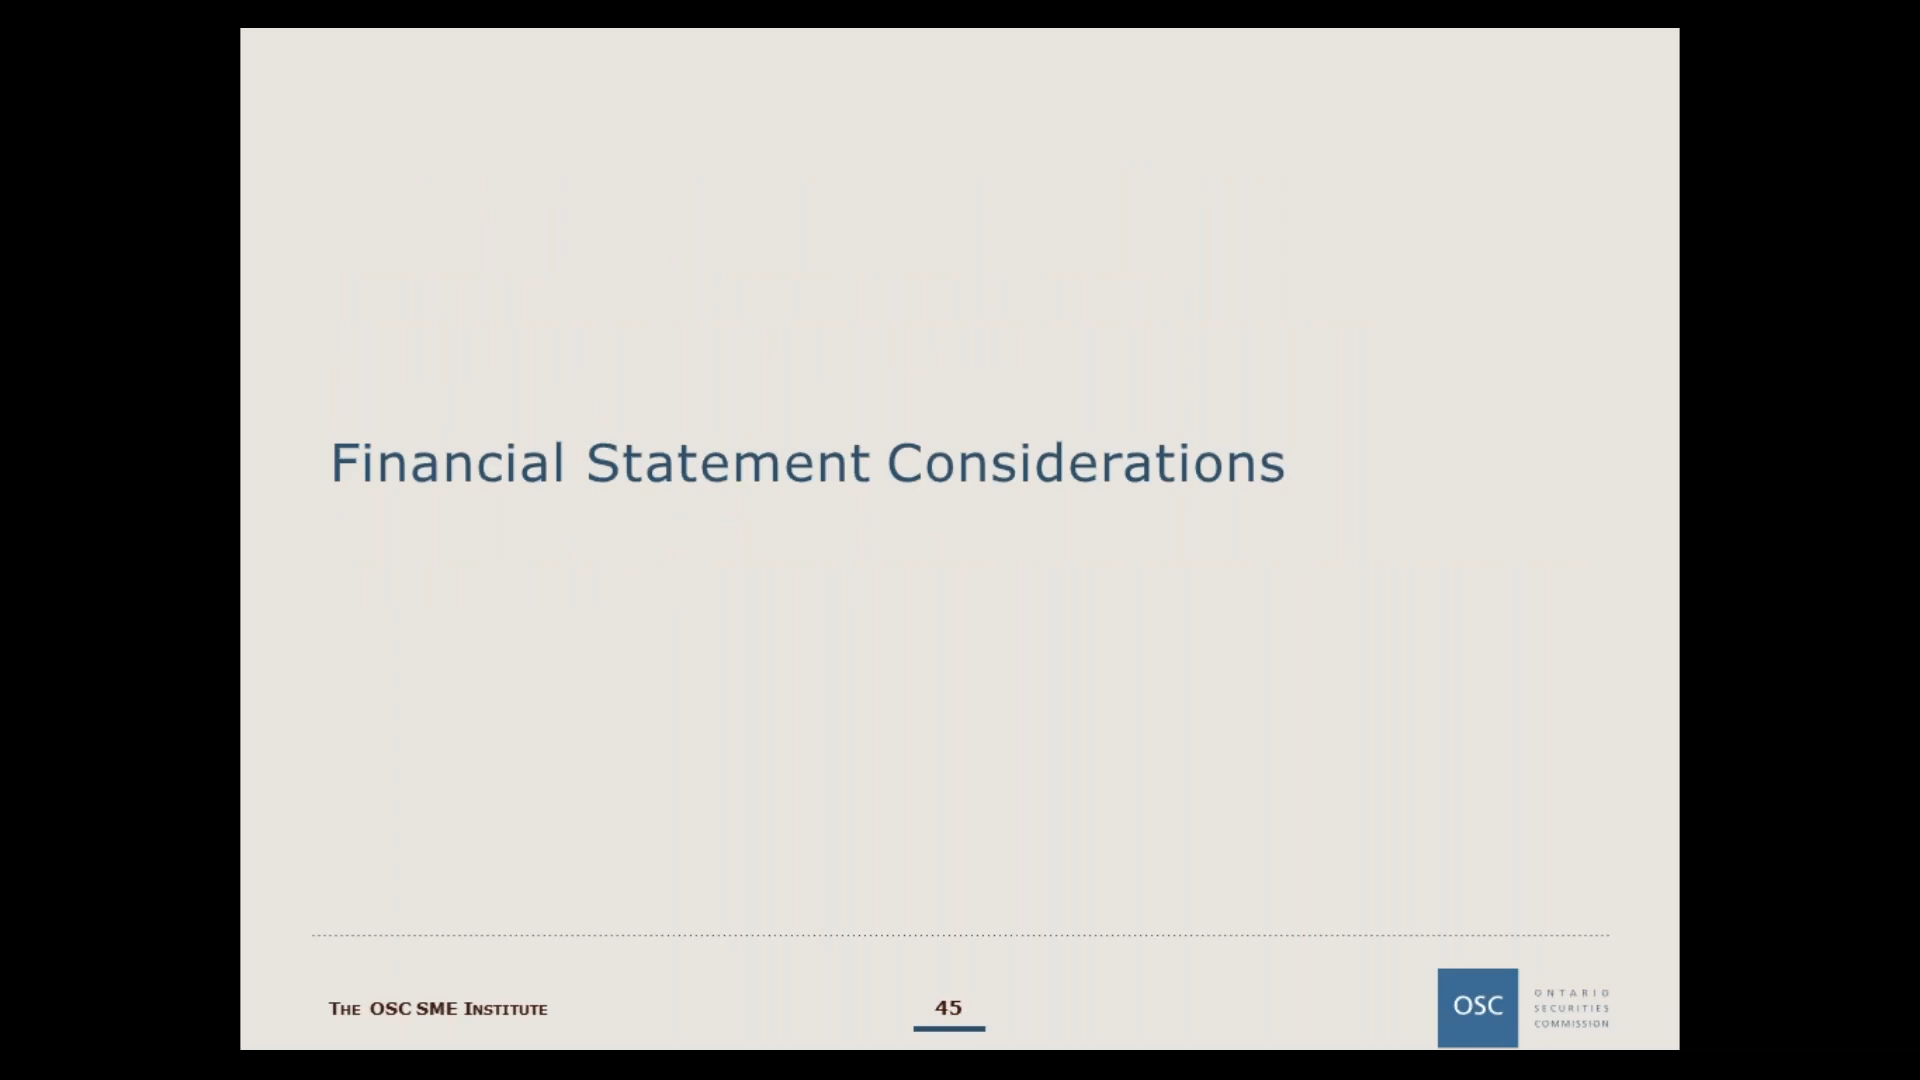 Financial Statement Considerations
THE OSC SME INSTITUTE
45
OSC
ONTARIO
SECURITIES
COMMISSION